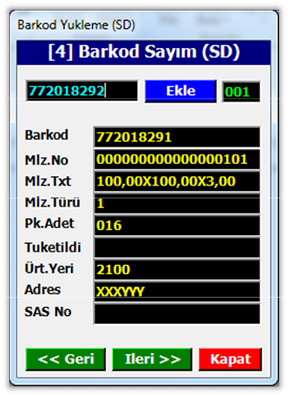 Barkod Yukleme (SD)
[4] Barkod Sayım (SD)
772018292 Ekle 001
Barkod 772018291
Mlz.No 000000000000000101
Mlz.Txt 100,00X100,00X3,00
Mlz.Türü 1
Pk.Adet 016
Tuketildi
Ürt.Yeri 2100
Adres XXXYYY
SAS No
<< Geri Ileri >> Kapat